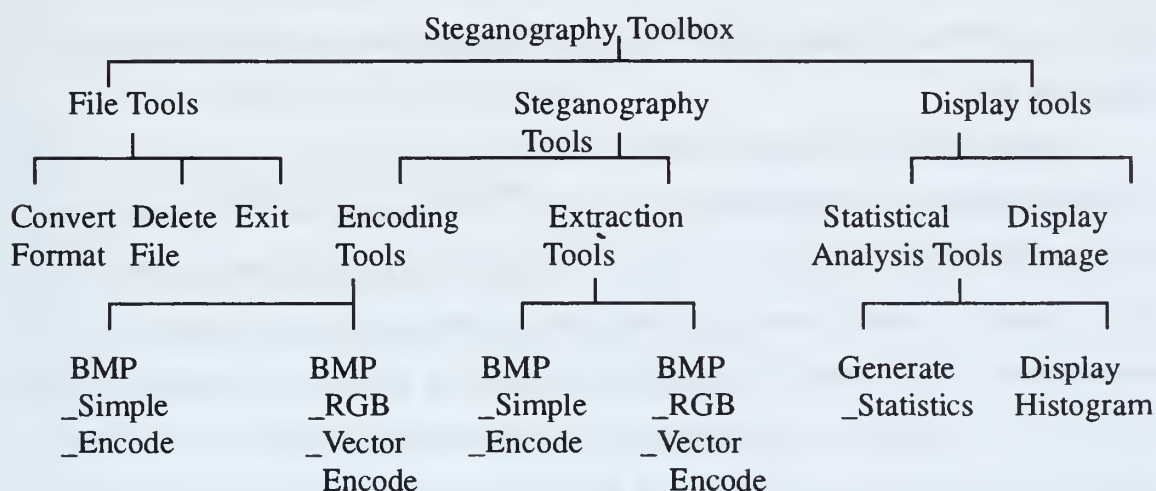 Steganography Toolbox
File Tools
Steganography
Tools
Display tools
Convert
Format
Delete
File
Exit
Encoding
Tools
Extraction
Tools
Statistical
Analysis Tools
Display
Image
BMP
_Simple
_Encode
BMP
_RGB
_Vector
_Encode
BMP
_Simple
_Encode
BMP
_RGB
_Vector
_Encode
Generate
_Statistics
Display
Histogram